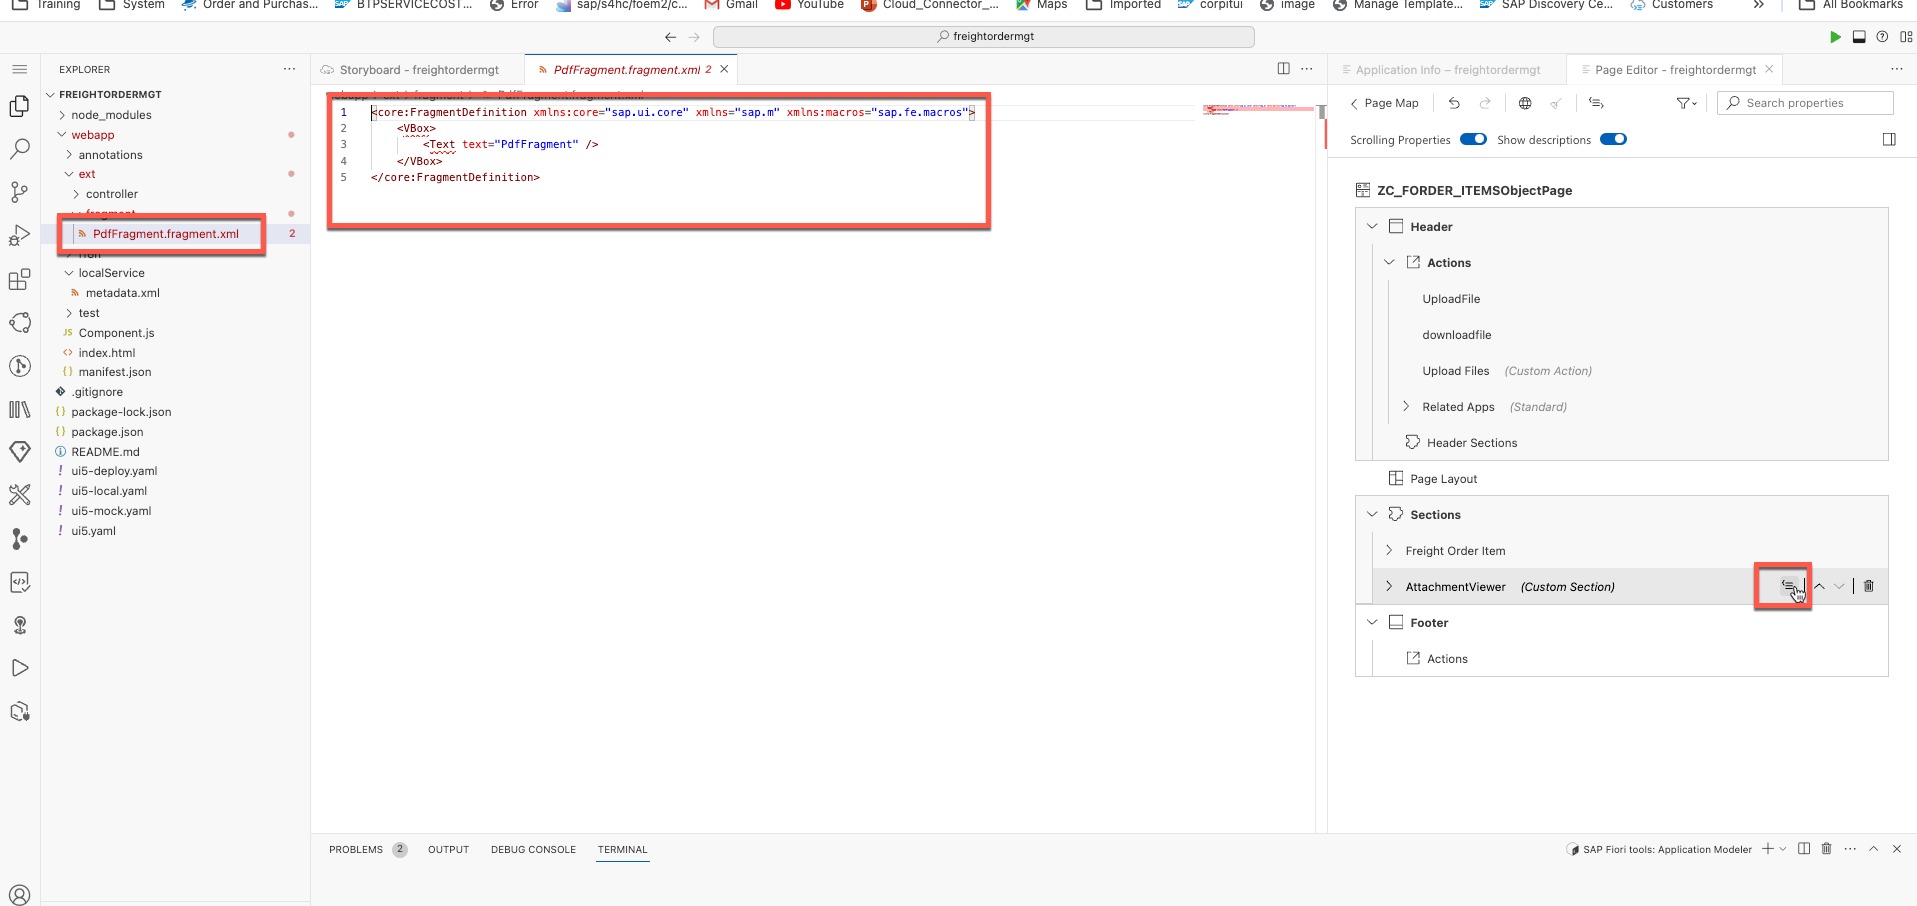 Training
System
Order and Purchas...
BTPSERVICECOST...
Error
sap/s4hc/foem2/c...
Gmail
YouTube
Cloud_Connector_...
Maps
Imported
corpitui
image
Manage Template...
SAP Discovery Ce...
Customers
All Bookmarks
freightordermgt
EXPLORER
FREIGHTORDERMGT
node_modules
webapp
annotations
ext
controller
fragment
PdfFragment.fragment.xml 2
localService
metadata.xml
test
JS Component.js
index.html
manifest.json
.gitignore
package-lock.json
package.json
README.md
ui5-deploy.yaml
ui5-local.yaml
ui5-mock.yaml
ui5.yaml
Storyboard - freightordermgt
PdfFragment.fragment.xml 2
1 <core:FragmentDefinition xmlns:core="sap.ui.core" xmlns="sap.m" xmlns:macros="sap.fe.macros">
2 <VBox>
3 <Text text="PdfFragment" />
4 </VBox>
5 </core:FragmentDefinition>
Application Info – freightordermgt
Page Editor - freightordermgt
Page Map
Search properties
Scrolling Properties
Show descriptions
ZC_FORDER_ITEMSObjectPage
Header
Actions
UploadFile
downloadfile
Upload Files (Custom Action)
Related Apps (Standard)
Header Sections
Page Layout
Sections
Freight Order Item
AttachmentViewer (Custom Section)
Footer
Actions
PROBLEMS 2
OUTPUT
DEBUG CONSOLE
TERMINAL
SAP Fiori tools: Application Modeler